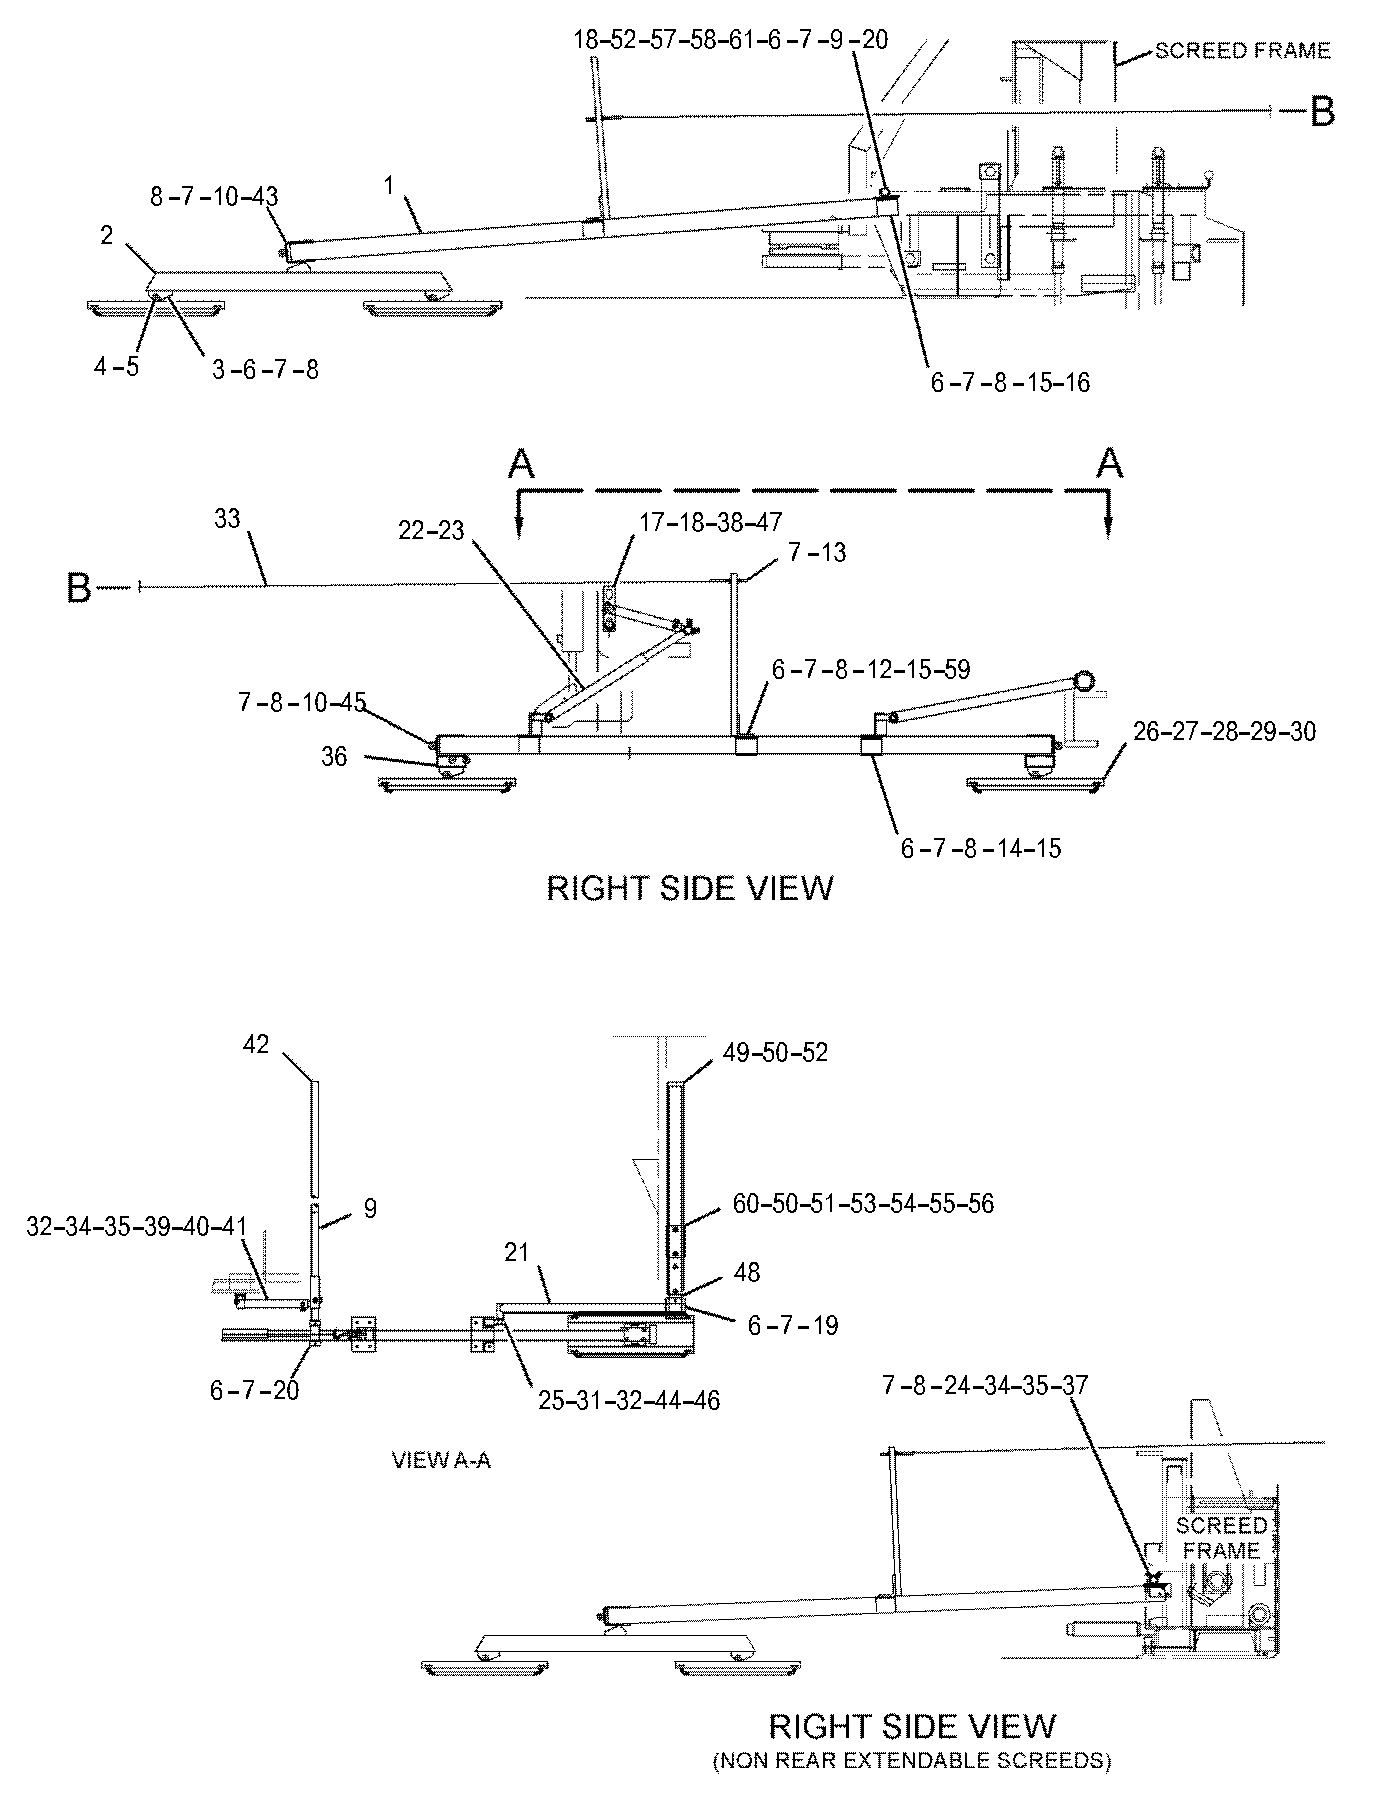 18-52-57-58-61-6-7-9-20
SCREED FRAME
B
8-7-10-43
1
2
4-5
3-6-7-8
6-7-8-15-16
A
A
33
22-23
17-18-38-47
7-13
B
6-7-8-12-15-59
7-8-10-45
36
26-27-28-29-30
6-7-8-14-15
RIGHT SIDE VIEW
42
49-50-52
9
60-50-51-53-54-55-56
32-34-35-39-40-41
21
48
6-7-19
6-7-20
25-31-32-44-46
7-8-24-34-35-37
VIEW A-A
SCREED
FRAME
RIGHT SIDE VIEW
(NON REAR EXTENDABLE SCREEDS)